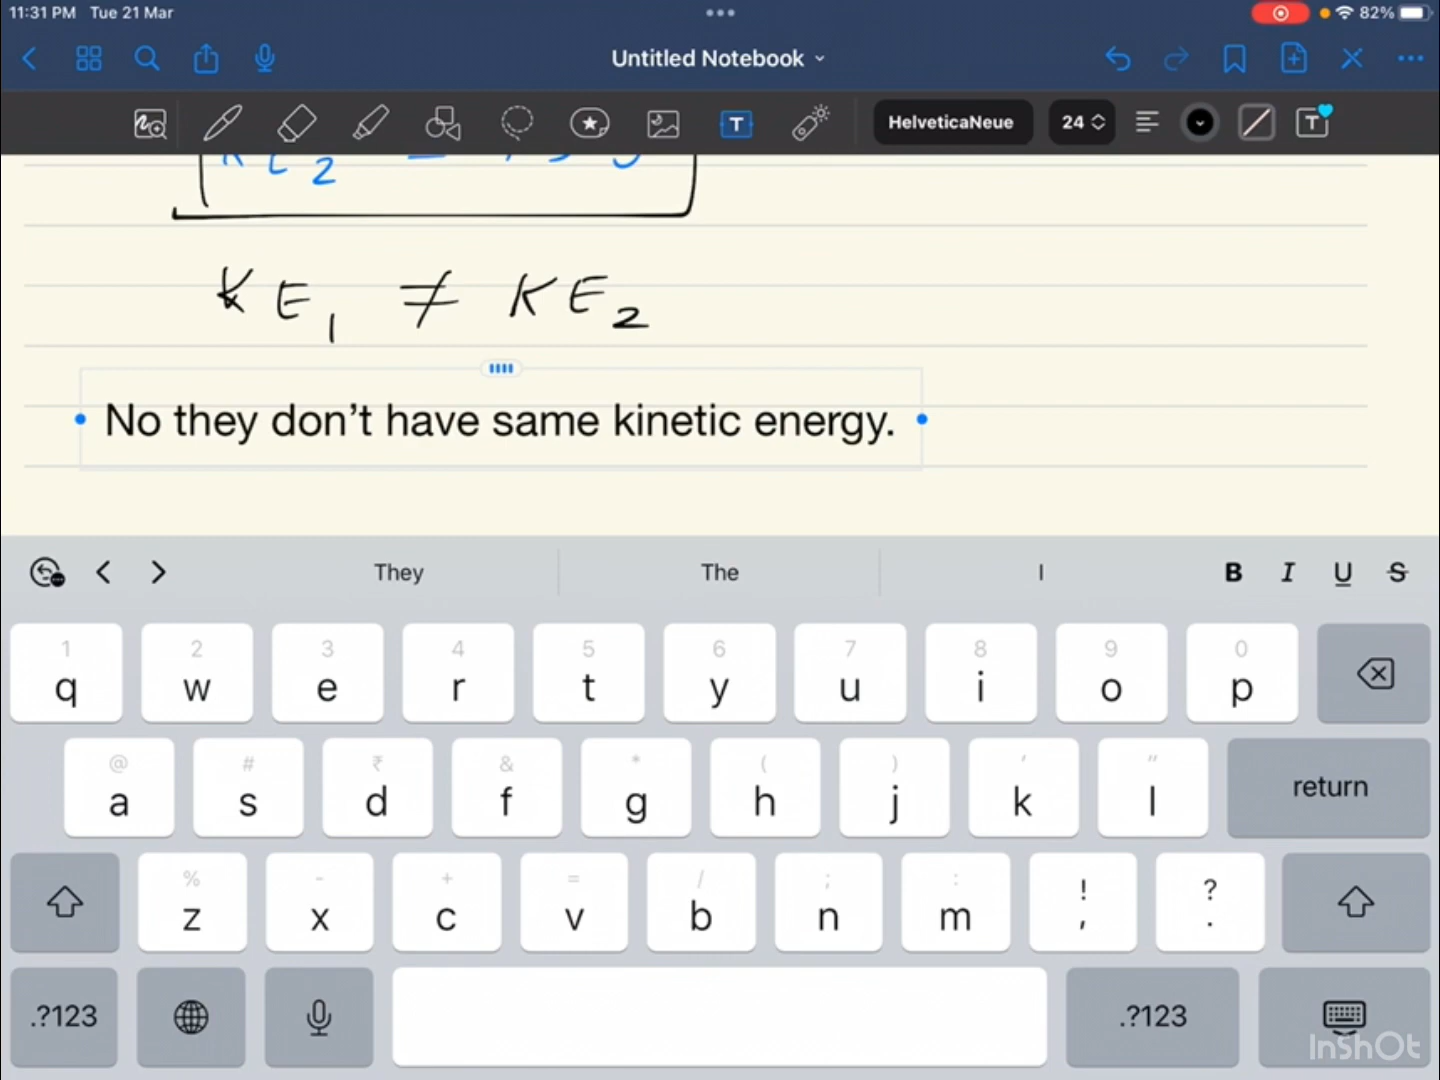 11:31 PM Tue 21 Mar
82%
Untitled Notebook
HelveticaNeue 24 T
KE1 ≠ KE2
No they don’t have same kinetic energy.
They The I B I U S
1 2 3 4 5 6 7 8 9 0
q w e r t y u i o p
@ # ₹ & * ( ) ' "
a s d f g h j k l return
% - + = / ; : ! ?
z x c v b n m , .
.?123 .?123
InShOt